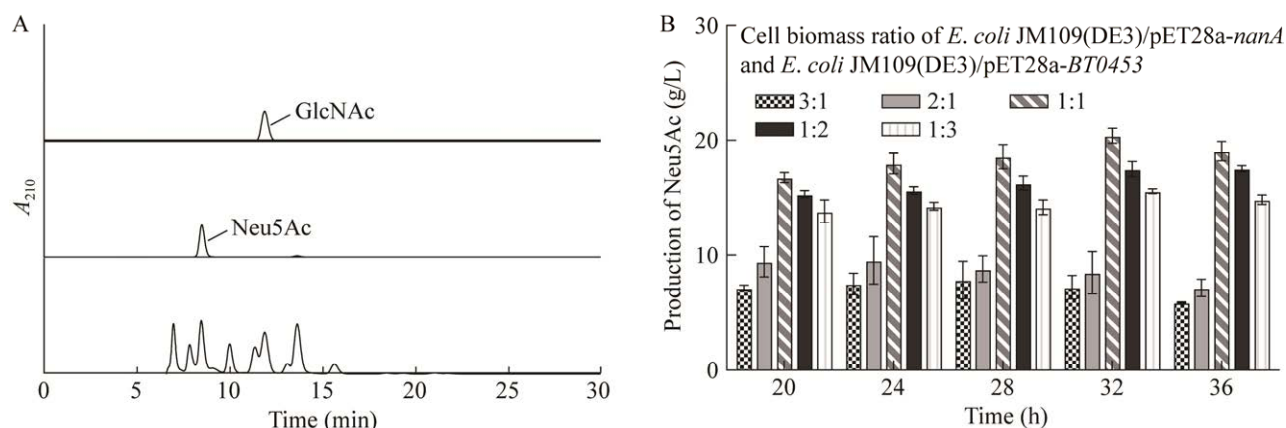 A
GlcNAc
Neu5Ac
A210
0 5 10 15 20 25 30
Time (min)
B
Cell biomass ratio of E. coli JM109(DE3)/pET28a-nanA
and E. coli JM109(DE3)/pET28a-BT0453
3:1 2:1 1:1
1:2 1:3
Production of Neu5Ac (g/L)
30
20
10
0
20 24 28 32 36
Time (h)